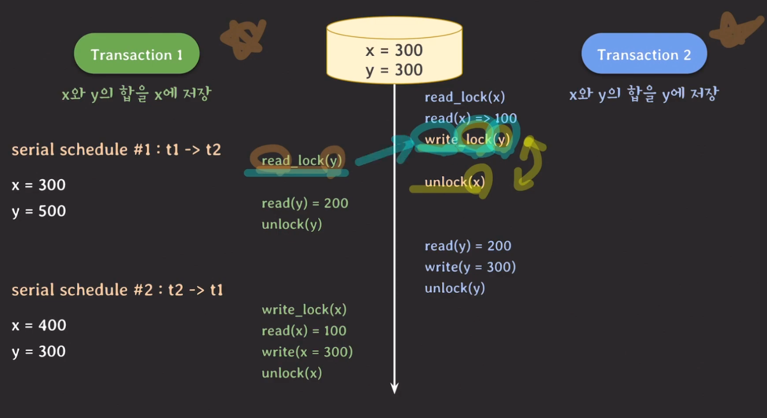 Transaction 1
x와 y의 합을 x에 저장
x = 300
y = 300
Transaction 2
x와 y의 합을 y에 저장
read_lock(x)
read(x) => 100
write_lock(y)
serial schedule #1 : t1 -> t2
read_lock(y)
unlock(x)
x = 300
y = 500
read(y) = 200
unlock(y)
read(y) = 200
write(y = 300)
unlock(y)
serial schedule #2 : t2 -> t1
x = 400
y = 300
write_lock(x)
read(x) = 100
write(x = 300)
unlock(x)